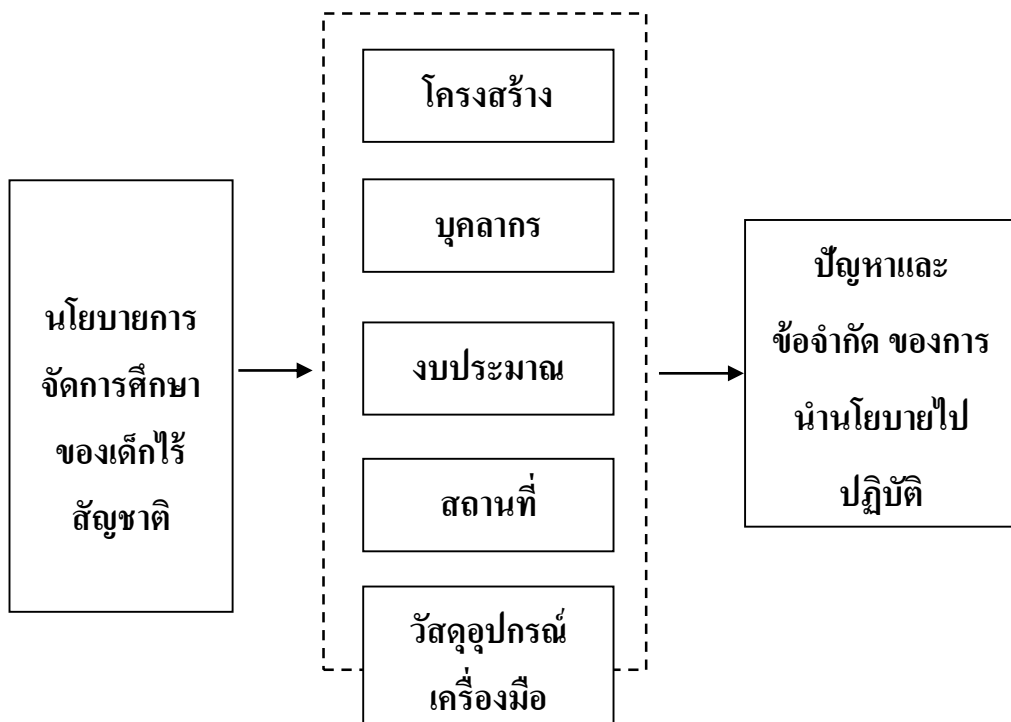 นโยบายการ
จัดการศึกษา
ของเด็กไร้
สัญชาติ
โครงสร้าง
บุคลากร
งบประมาณ
สถานที่
วัสดุอุปกรณ์
เครื่องมือ
ปัญหาและ
ข้อจำกัด ของการ
นำนโยบายไป
ปฏิบัติ